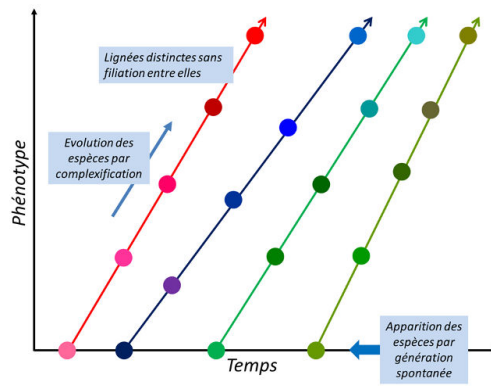 Lignées distinctes sans
filiation entre elles
Evolution des
espèces par
complexification
Phénotype
Temps
Apparition des
espèces par
génération
spontanée